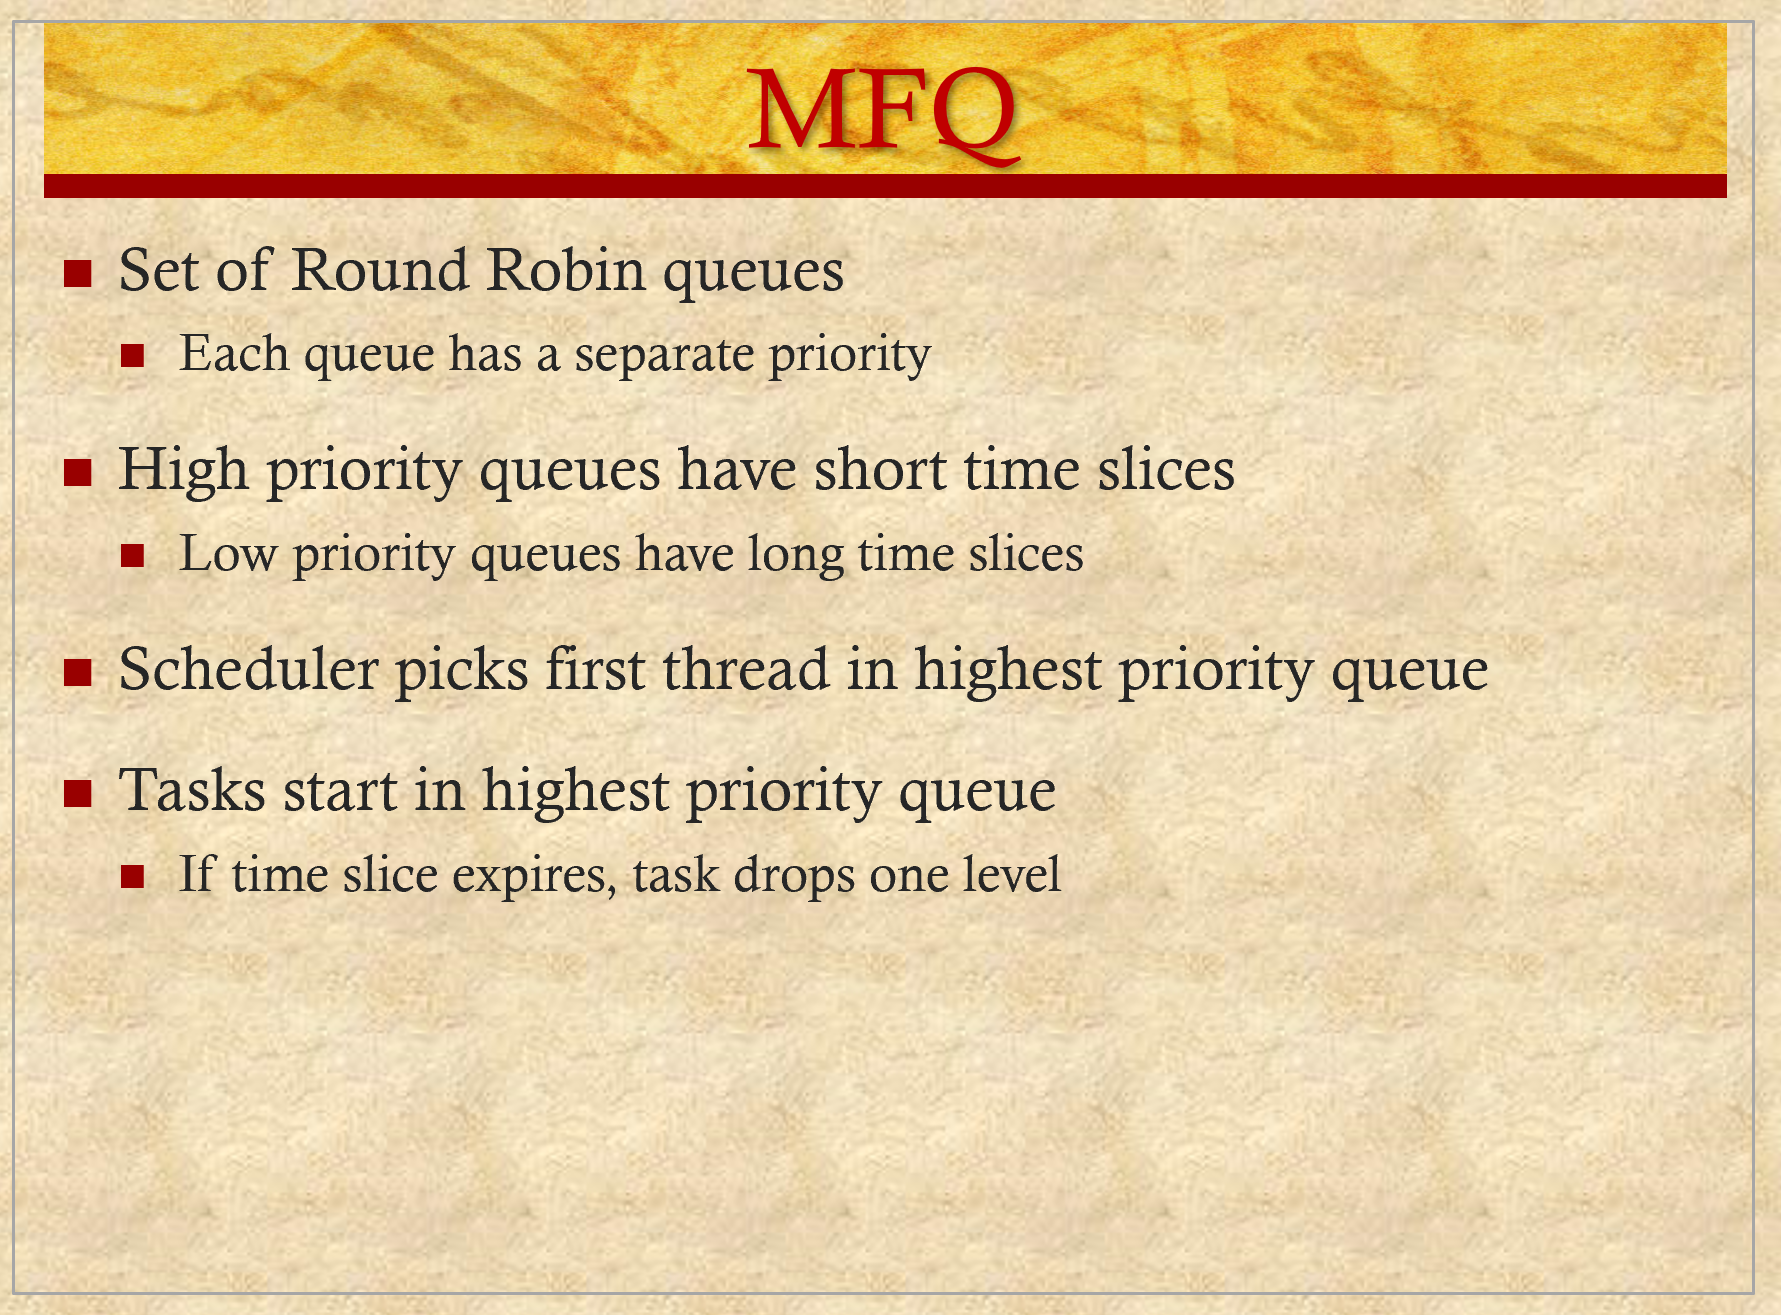 MFQ
Set of Round Robin queues
Each queue has a separate priority
High priority queues have short time slices
Low priority queues have long time slices
Scheduler picks first thread in highest priority queue
Tasks start in highest priority queue
If time slice expires, task drops one level